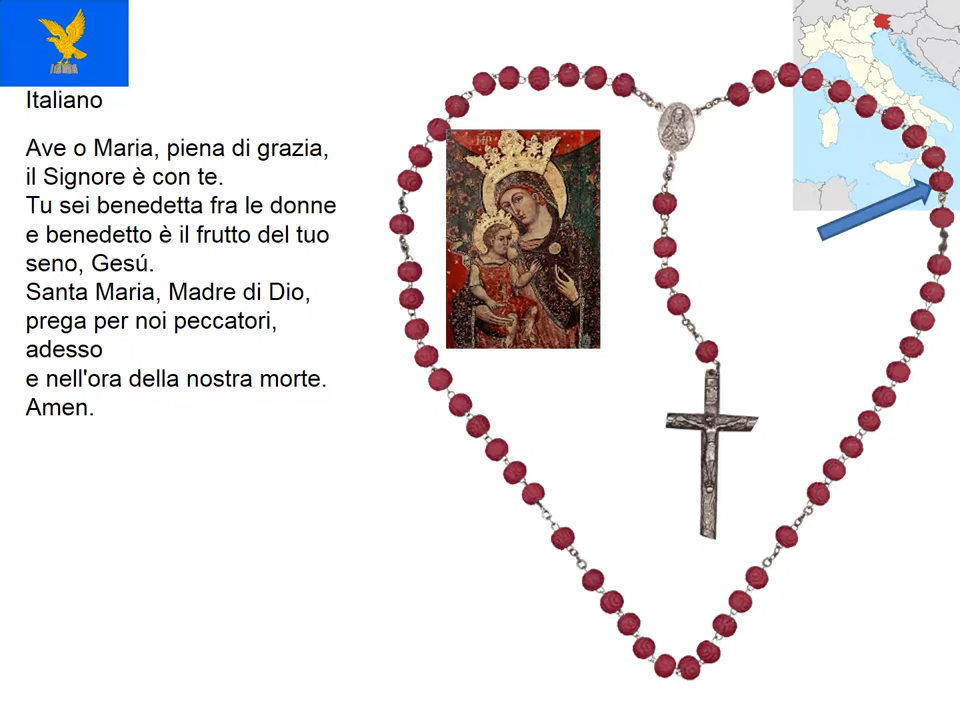 Italiano
Ave o Maria, piena di grazia,
il Signore è con te.
Tu sei benedetta fra le donne
e benedetto è il frutto del tuo
seno, Gesú.
Santa Maria, Madre di Dio,
prega per noi peccatori,
adesso
e nell'ora della nostra morte.
Amen.